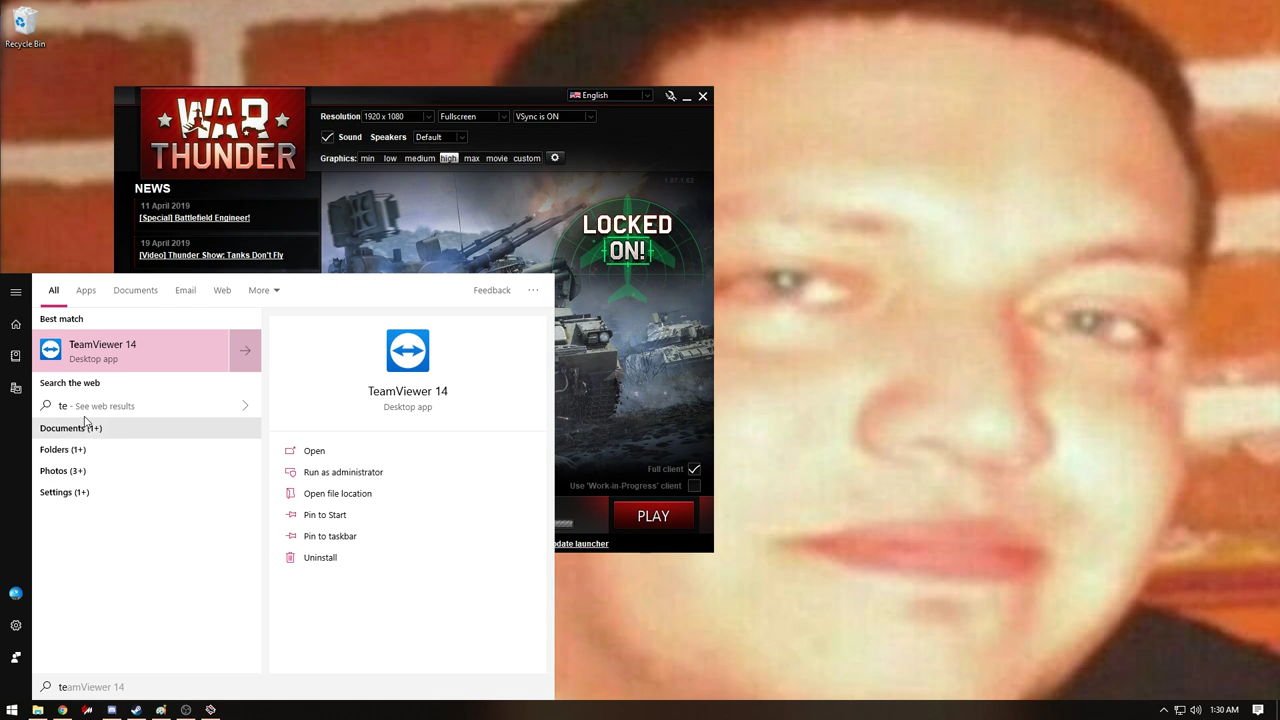 Recycle Bin
English
WAR
THUNDER
Resolution 1920 x 1080 Fullscreen VSync is ON
Sound Speakers Default
Graphics: min low medium high max movie custom
NEWS
11 April 2019
[Special] Battlefield Engineer!
19 April 2019
[Video] Thunder Show: Tanks Don't Fly
LOCKED
ON!
Full client
Use 'Work-in-Progress' client
PLAY
pdate launcher
All Apps Documents Email Web More Feedback ...
Best match
TeamViewer 14
Desktop app
Search the web
te - See web results
Documents (1+)
Folders (1+)
Photos (3+)
Settings (1+)
TeamViewer 14
Desktop app
Open
Run as administrator
Open file location
Pin to Start
Pin to taskbar
Uninstall
teamViewer 14
1:30 AM